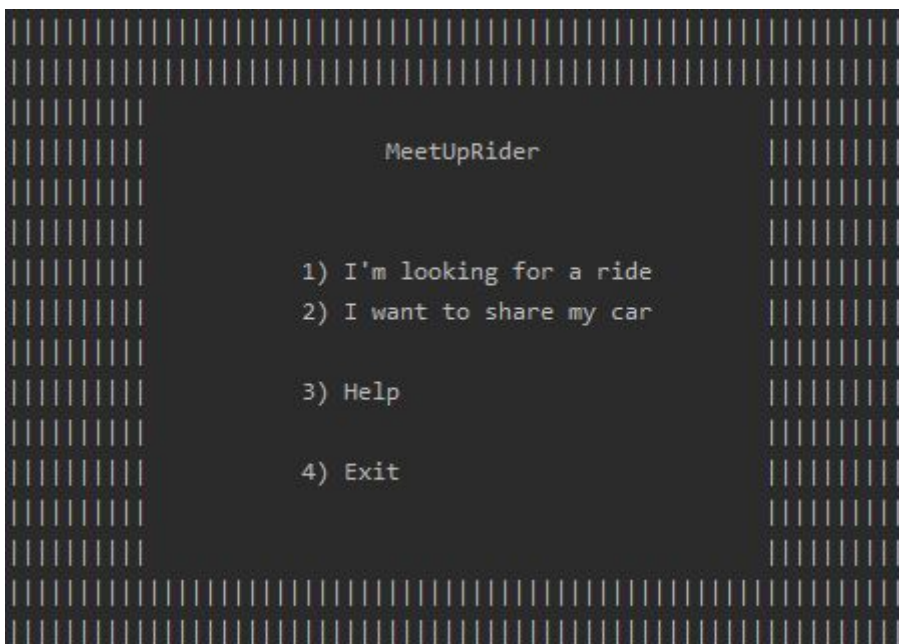 MeetUpRider
1) I'm looking for a ride
2) I want to share my car
3) Help
4) Exit